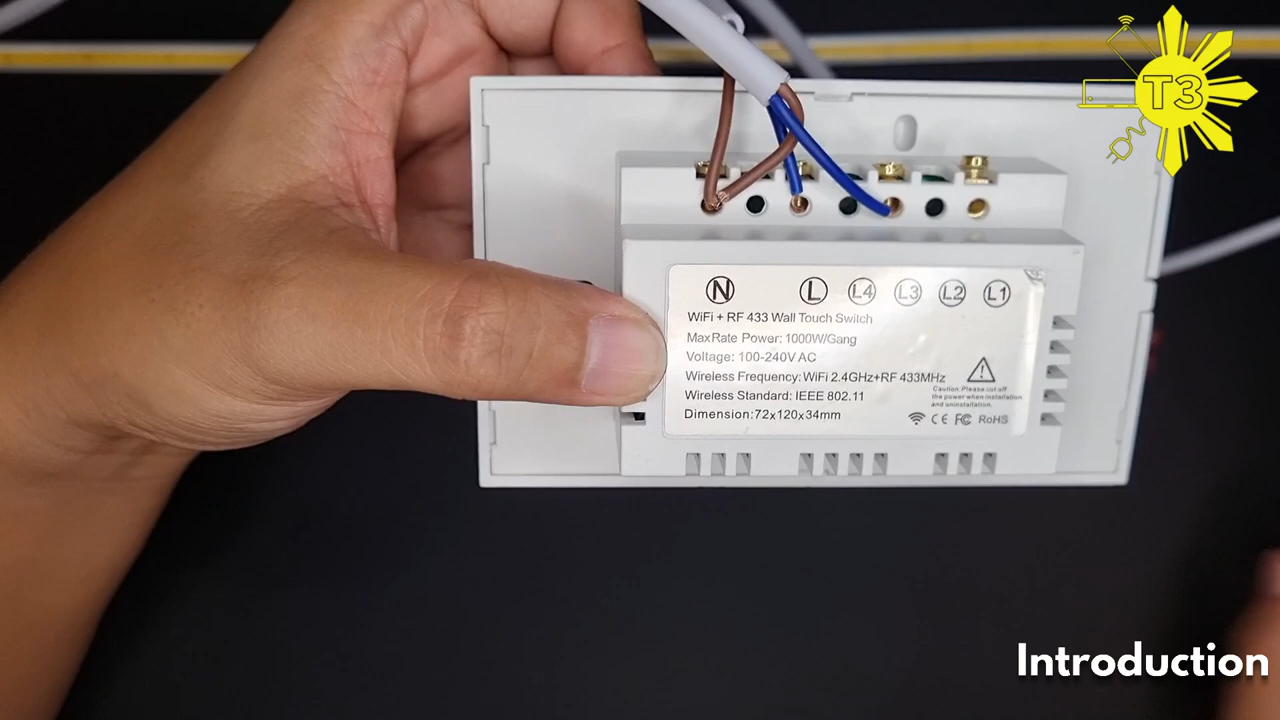 T3
N L L4 L3 L2 L1
WiFi + RF 433 Wall Touch Switch
MaxRate Power: 1000W/Gang
Voltage: 100-240V AC
Wireless Frequency: WiFi 2.4GHz+RF 433MHz
Wireless Standard: IEEE 802.11
Dimension:72x120x34mm
Caution:Please cut off
the power when installation
and uninstallation.
CE FC RoHS
Introduction